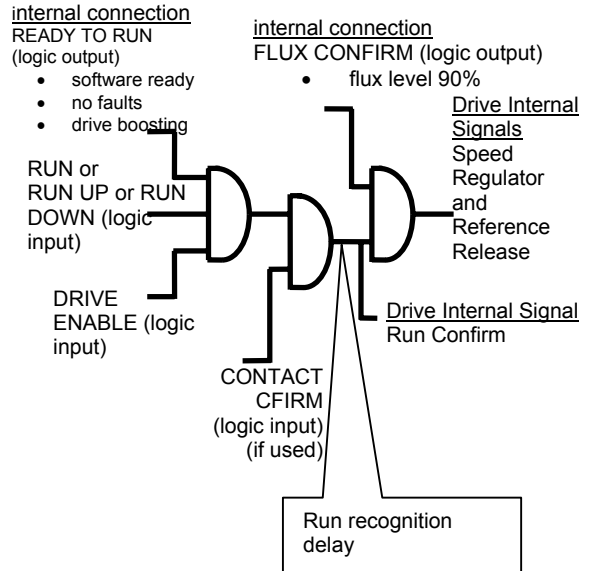 internal connection
READY TO RUN
(logic output)
• software ready
• no faults
• drive boosting
internal connection
FLUX CONFIRM (logic output)
• flux level 90%
Drive Internal
Signals
Speed
Regulator
and
Reference
Release
RUN or
RUN UP or RUN
DOWN (logic
input)
DRIVE
ENABLE (logic
input)
Drive Internal Signal
Run Confirm
CONTACT
CFIRM
(logic input)
(if used)
Run recognition
delay